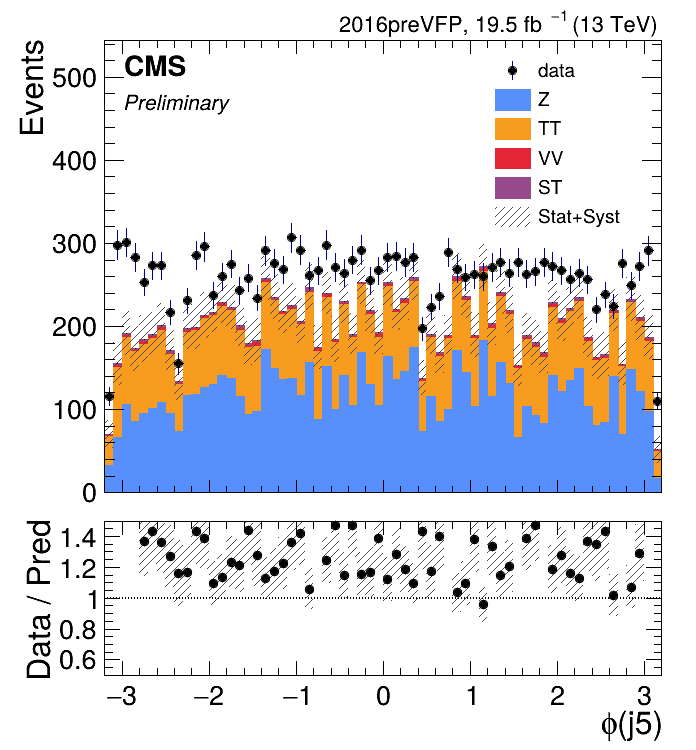 2016preVFP, 19.5 fb ⁻¹ (13 TeV)
Events
500
400
300
200
100
0
CMS
Preliminary
data
Z
TT
VV
ST
Stat+Syst
Data / Pred
1.4
1.2
1
0.8
0.6
−3 −2 −1 0 1 2 3
ϕ(j5)